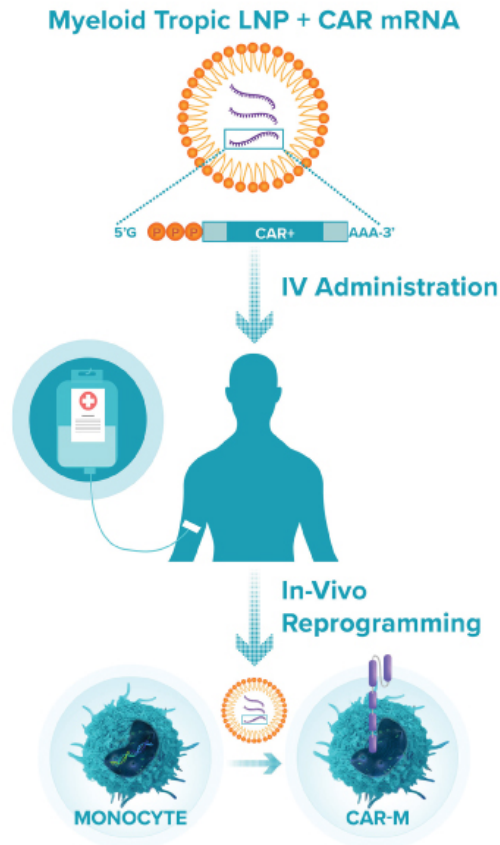 Myeloid Tropic LNP + CAR mRNA
5'G P P P CAR+ AAA-3'
IV Administration
In-Vivo
Reprogramming
MONOCYTE
CAR-M